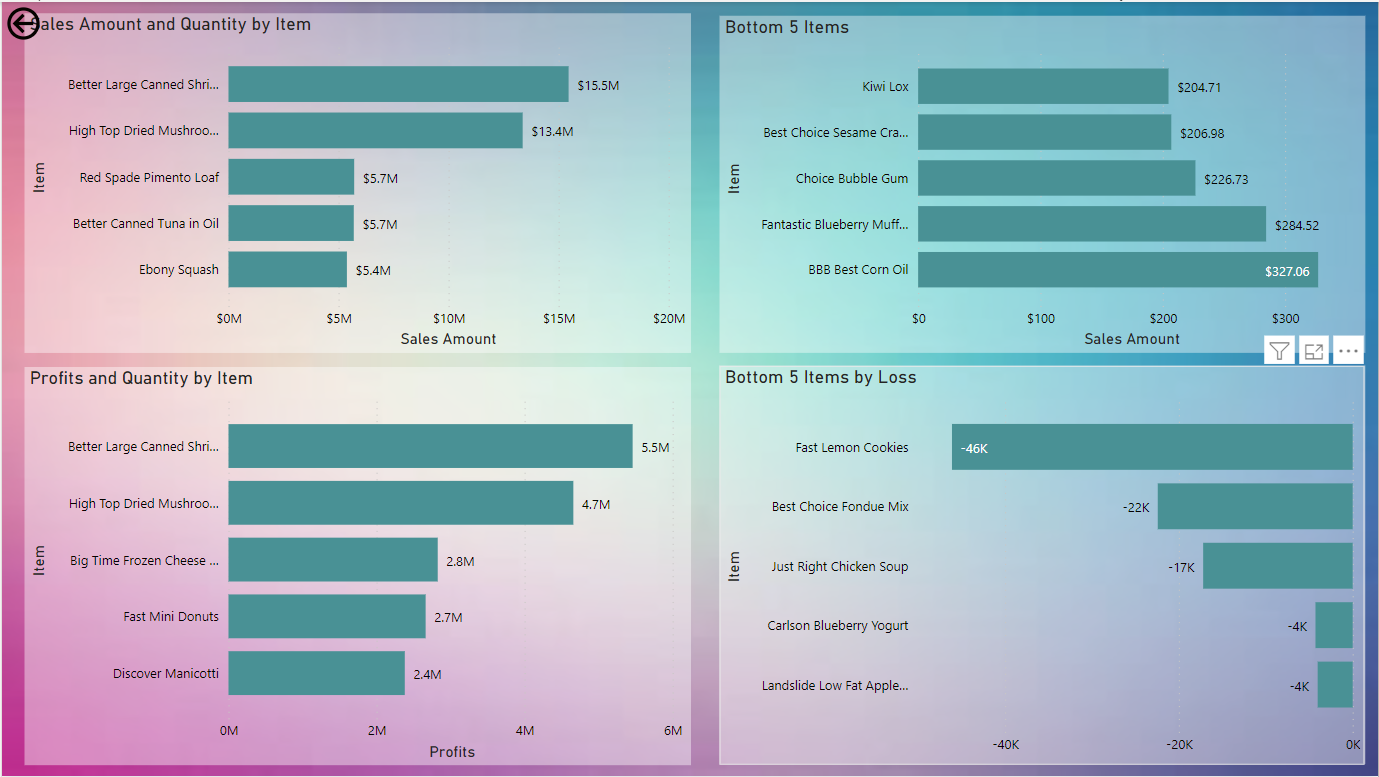 Sales Amount and Quantity by Item
Item
Better Large Canned Shri... $15.5M
High Top Dried Mushroo... $13.4M
Red Spade Pimento Loaf $5.7M
Better Canned Tuna in Oil $5.7M
Ebony Squash $5.4M
$0M $5M $10M $15M $20M
Sales Amount
Bottom 5 Items
Item
Kiwi Lox $204.71
Best Choice Sesame Cra... $206.98
Choice Bubble Gum $226.73
Fantastic Blueberry Muff... $284.52
BBB Best Corn Oil $327.06
$0 $100 $200 $300
Sales Amount
Profits and Quantity by Item
Item
Better Large Canned Shri... 5.5M
High Top Dried Mushroo... 4.7M
Big Time Frozen Cheese ... 2.8M
Fast Mini Donuts 2.7M
Discover Manicotti 2.4M
0M 2M 4M 6M
Profits
Bottom 5 Items by Loss
Item
Fast Lemon Cookies -46K
Best Choice Fondue Mix -22K
Just Right Chicken Soup -17K
Carlson Blueberry Yogurt -4K
Landslide Low Fat Apple... -4K
-40K -20K 0K